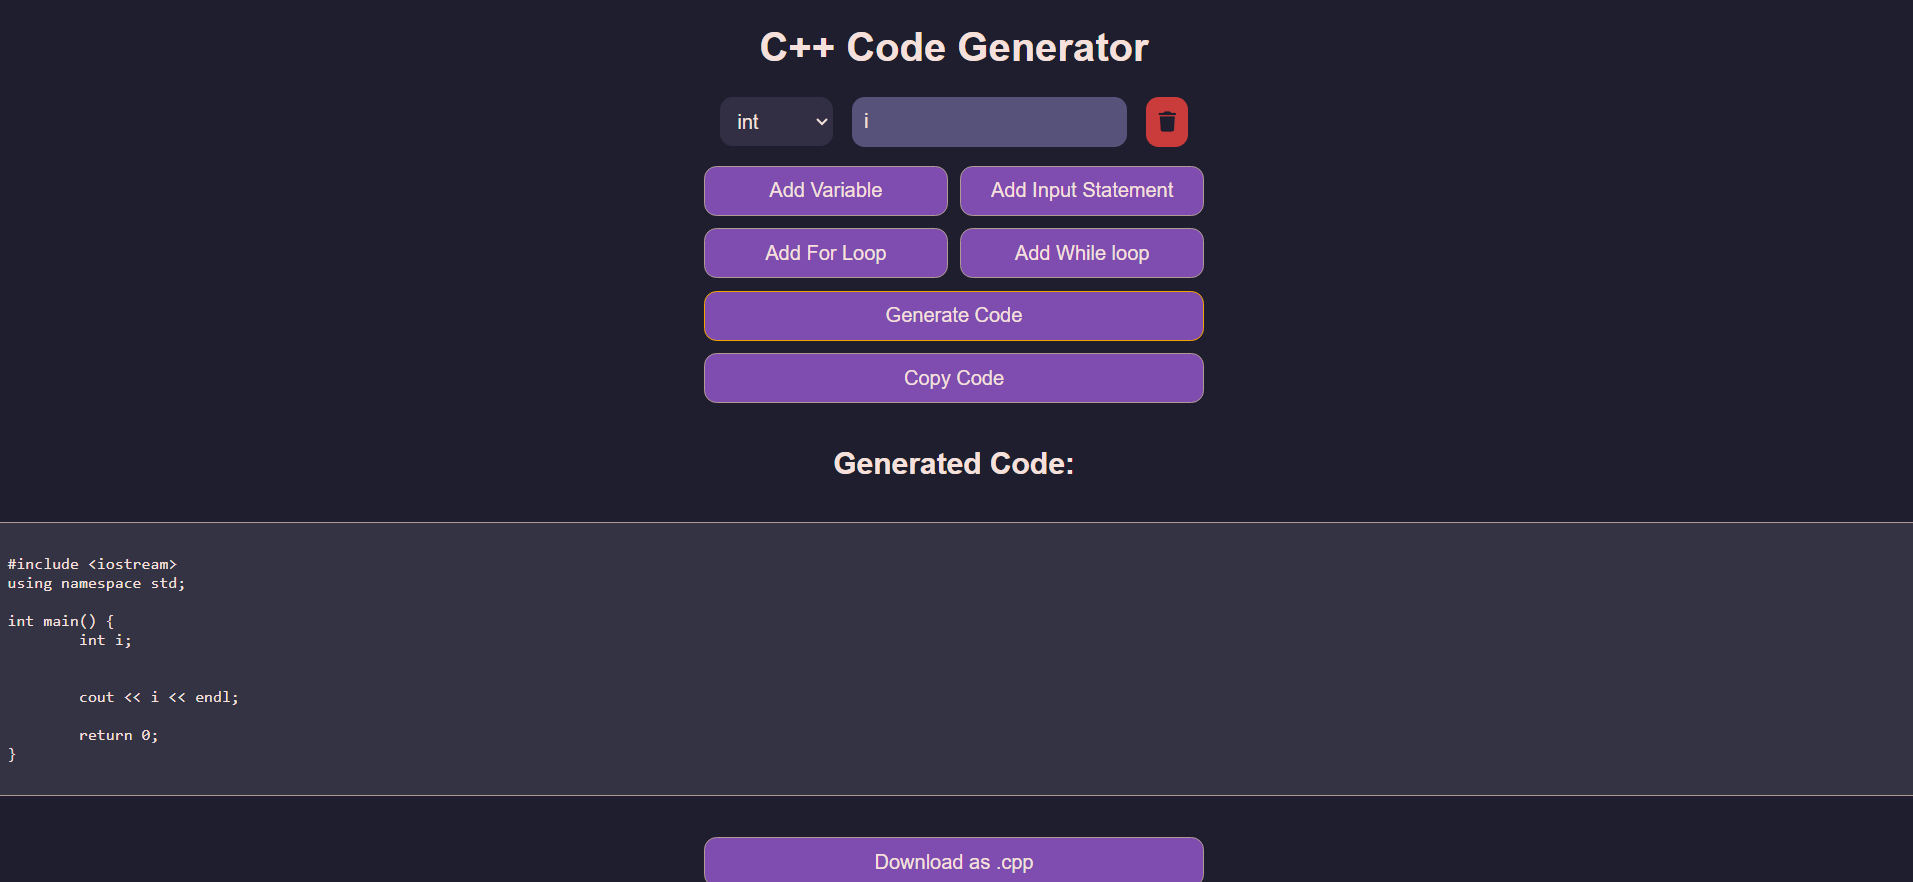 C++ Code Generator
int
i
Add Variable
Add Input Statement
Add For Loop
Add While loop
Generate Code
Copy Code
Generated Code:
#include <iostream>
using namespace std;
int main() {
        int i;
        cout << i << endl;
        return 0;
}
Download as .cpp